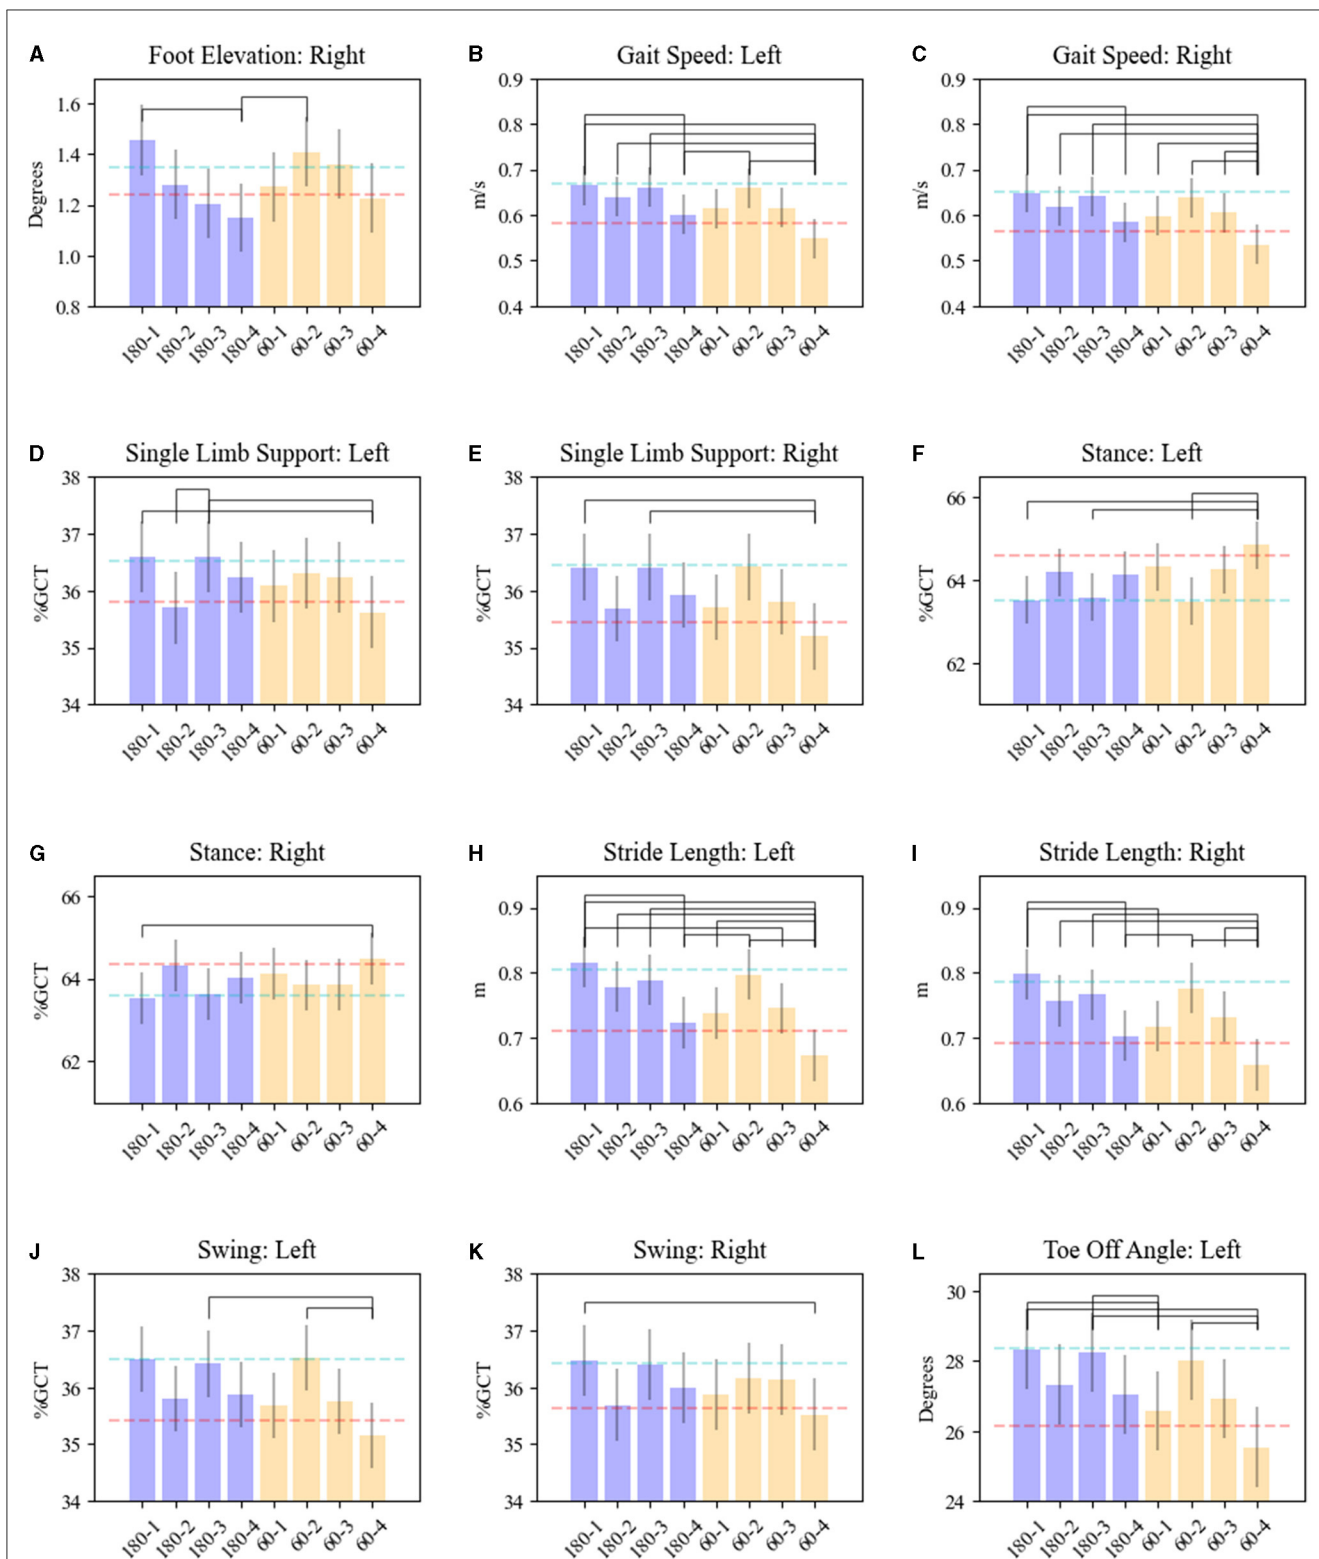 A Foot Elevation: Right
Degrees
1.6
1.4
1.2
1.0
0.8
180-1 180-2 180-3 180-4 60-1 60-2 60-3 60-4
B Gait Speed: Left
m/s
0.9
0.8
0.7
0.6
0.5
0.4
180-1 180-2 180-3 180-4 60-1 60-2 60-3 60-4
C Gait Speed: Right
m/s
0.9
0.8
0.7
0.6
0.5
0.4
180-1 180-2 180-3 180-4 60-1 60-2 60-3 60-4
D Single Limb Support: Left
%GCT
38
37
36
35
34
180-1 180-2 180-3 180-4 60-1 60-2 60-3 60-4
E Single Limb Support: Right
%GCT
38
37
36
35
34
180-1 180-2 180-3 180-4 60-1 60-2 60-3 60-4
F Stance: Left
%GCT
66
64
62
180-1 180-2 180-3 180-4 60-1 60-2 60-3 60-4
G Stance: Right
%GCT
66
64
62
180-1 180-2 180-3 180-4 60-1 60-2 60-3 60-4
H Stride Length: Left
m
0.9
0.8
0.7
0.6
180-1 180-2 180-3 180-4 60-1 60-2 60-3 60-4
I Stride Length: Right
m
0.9
0.8
0.7
0.6
180-1 180-2 180-3 180-4 60-1 60-2 60-3 60-4
J Swing: Left
%GCT
38
37
36
35
34
180-1 180-2 180-3 180-4 60-1 60-2 60-3 60-4
K Swing: Right
%GCT
38
37
36
35
34
180-1 180-2 180-3 180-4 60-1 60-2 60-3 60-4
L Toe Off Angle: Left
Degrees
30
28
26
24
180-1 180-2 180-3 180-4 60-1 60-2 60-3 60-4